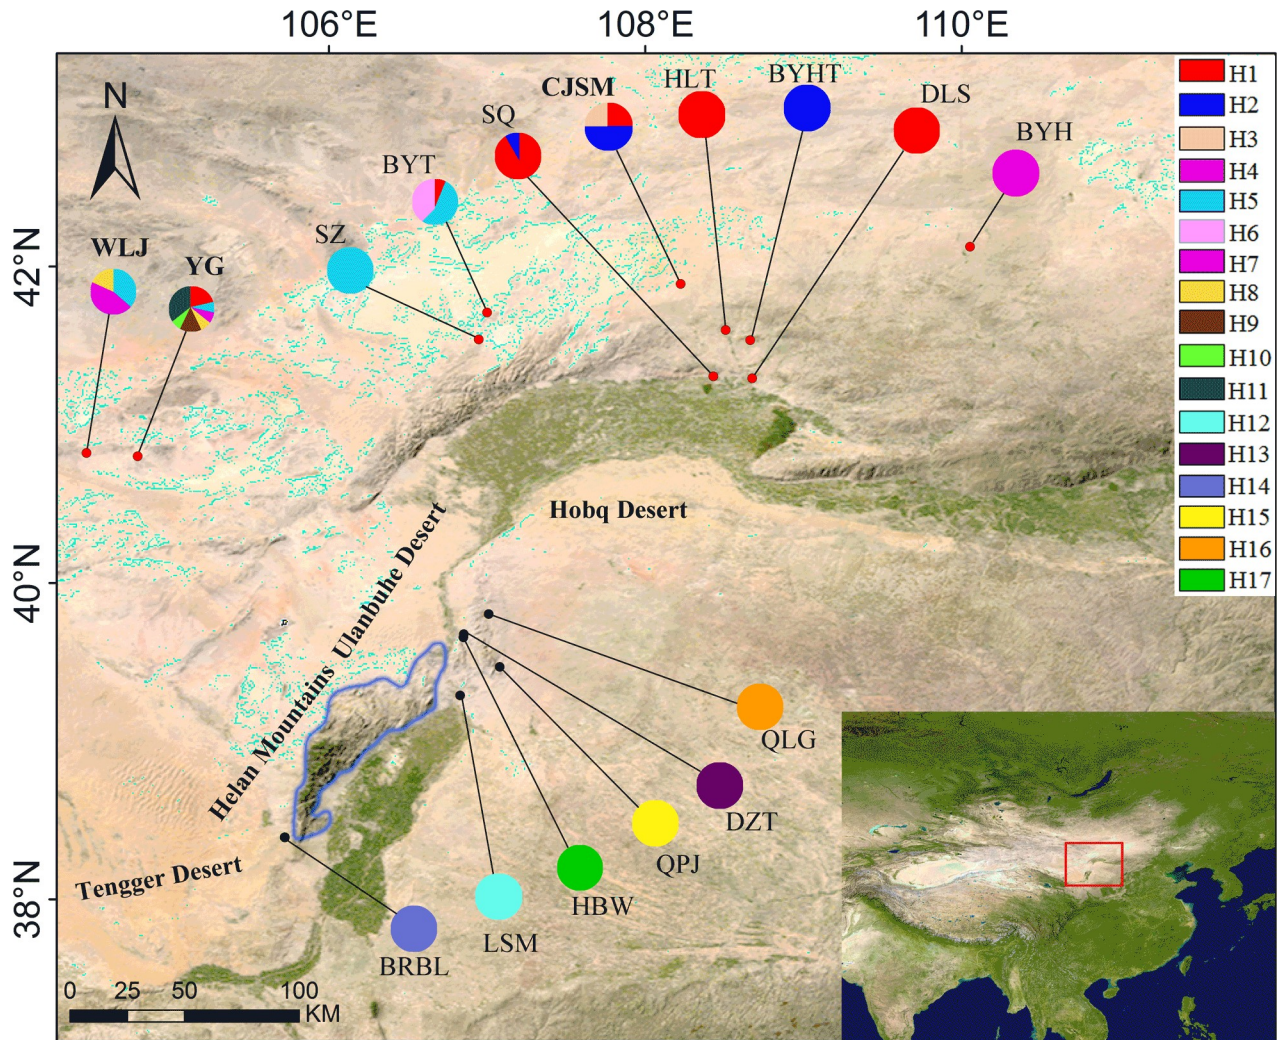 106°E
108°E
110°E
42°N
40°N
38°N
N
WLJ
YG
SZ
BYT
SQ
CJSM
HLT
BYHT
DLS
BYH
H1
H2
H3
H4
H5
H6
H7
H8
H9
H10
H11
H12
H13
H14
H15
H16
H17
Hobq Desert
Ulanbuhe Desert
Helan Mountains
Tengger Desert
QLG
DZT
QPJ
HBW
LSM
BRBL
0 25 50 100
KM